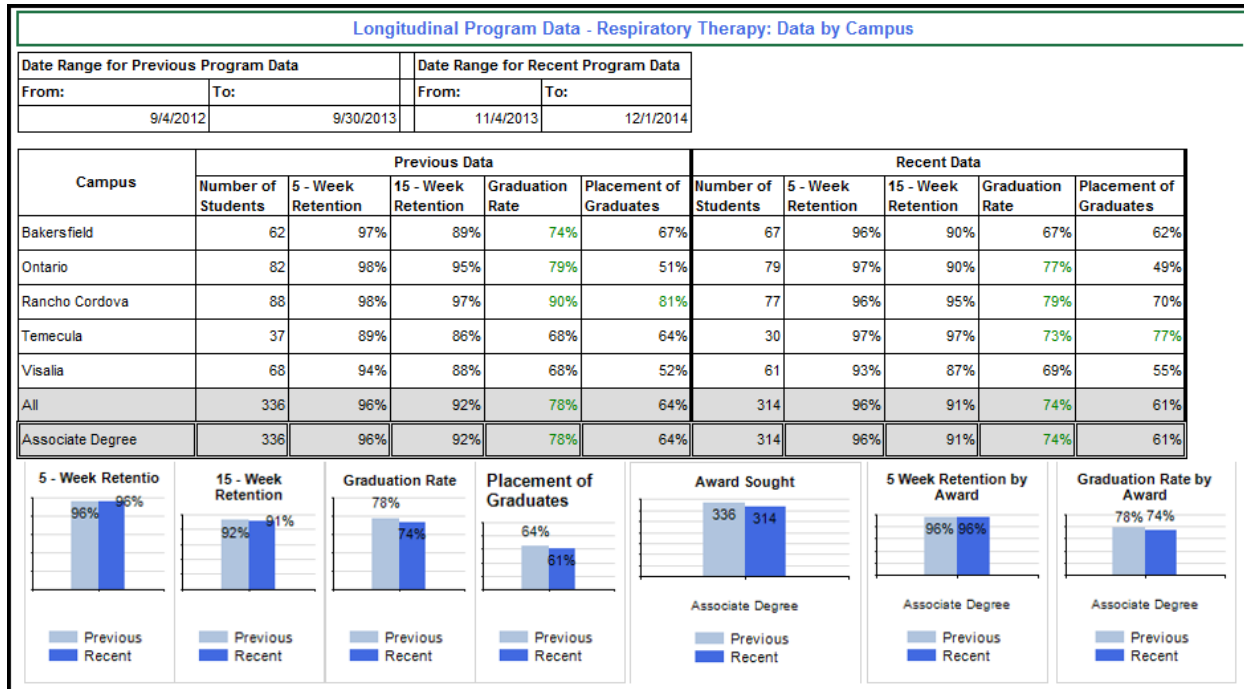 Longitudinal Program Data - Respiratory Therapy: Data by Campus
Date Range for Previous Program Data Date Range for Recent Program Data
From: To: From: To:
9/4/2012 9/30/2013 11/4/2013 12/1/2014
Campus Previous Data Recent Data
Number of Students 5 - Week Retention 15 - Week Retention Graduation Rate Placement of Graduates Number of Students 5 - Week Retention 15 - Week Retention Graduation Rate Placement of Graduates
Bakersfield 62 97% 89% 74% 67% 67 96% 90% 67% 62%
Ontario 82 98% 95% 79% 51% 79 97% 90% 77% 49%
Rancho Cordova 88 98% 97% 90% 81% 77 96% 95% 79% 70%
Temecula 37 89% 86% 68% 64% 30 97% 97% 73% 77%
Visalia 68 94% 88% 68% 52% 61 93% 87% 69% 55%
All 336 96% 92% 78% 64% 314 96% 91% 74% 61%
Associate Degree 336 96% 92% 78% 64% 314 96% 91% 74% 61%
5 - Week Retentio
96% 96%
Previous
Recent
15 - Week
Retention
92% 91%
Previous
Recent
Graduation Rate
78%
74%
Previous
Recent
Placement of
Graduates
64%
61%
Previous
Recent
Award Sought
336 314
Associate Degree
Previous
Recent
5 Week Retention by
Award
96% 96%
Associate Degree
Previous
Recent
Graduation Rate by
Award
78% 74%
Associate Degree
Previous
Recent